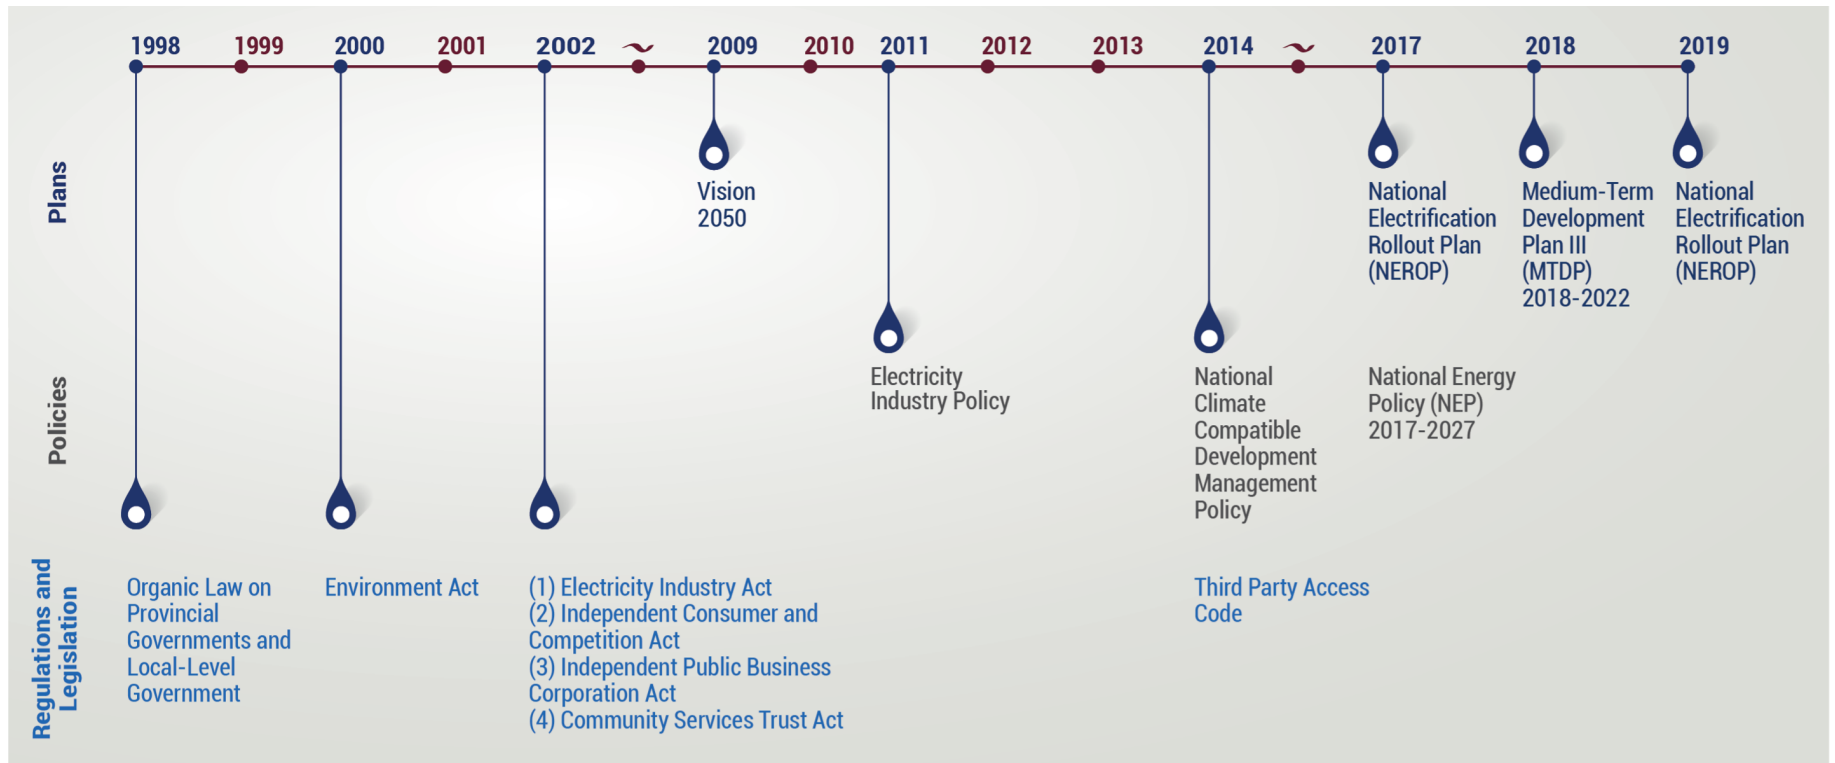 1998 1999 2000 2001 2002 2009 2010 2011 2012 2013 2014 2017 2018 2019
Plans
Vision
2050
National
Electrification
Rollout Plan
(NEROP)
Medium-Term
Development
Plan III
(MTDP)
2018-2022
National
Electrification
Rollout Plan
(NEROP)
Policies
Electricity
Industry Policy
National
Climate
Compatible
Development
Management
Policy
National Energy
Policy (NEP)
2017-2027
Regulations and
Legislation
Organic Law on
Provincial
Governments and
Local-Level
Government
Environment Act
(1) Electricity Industry Act
(2) Independent Consumer and
Competition Act
(3) Independent Public Business
Corporation Act
(4) Community Services Trust Act
Third Party Access
Code